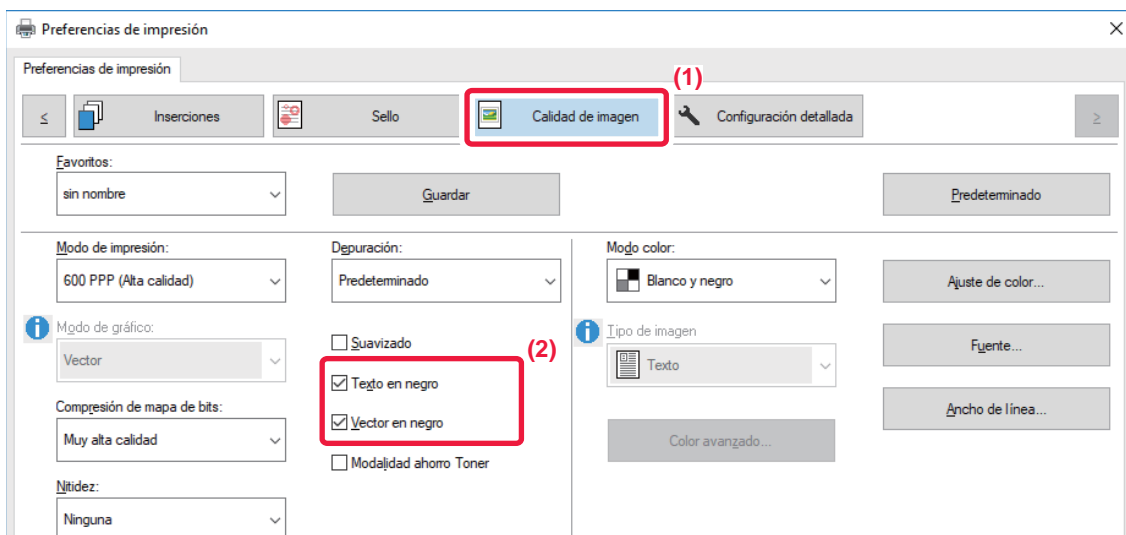 Preferencias de impresión
Preferencias de impresión
(1)
≤ Inserciones Sello Calidad de imagen Configuración detallada ≥
Favoritos:
sin nombre Guardar Predeterminado
Modo de impresión: Depuración: Modo color:
600 PPP (Alta calidad) Predeterminado Blanco y negro Ajuste de color...
Modo de gráfico: Suavizado (2) Tipo de imagen
Vector Texto Fuente...
Texto en negro
Compresión de mapa de bits: Vector en negro Ancho de línea...
Muy alta calidad Color avanzado...
Modalidad ahorro Toner
Nitidez:
Ninguna